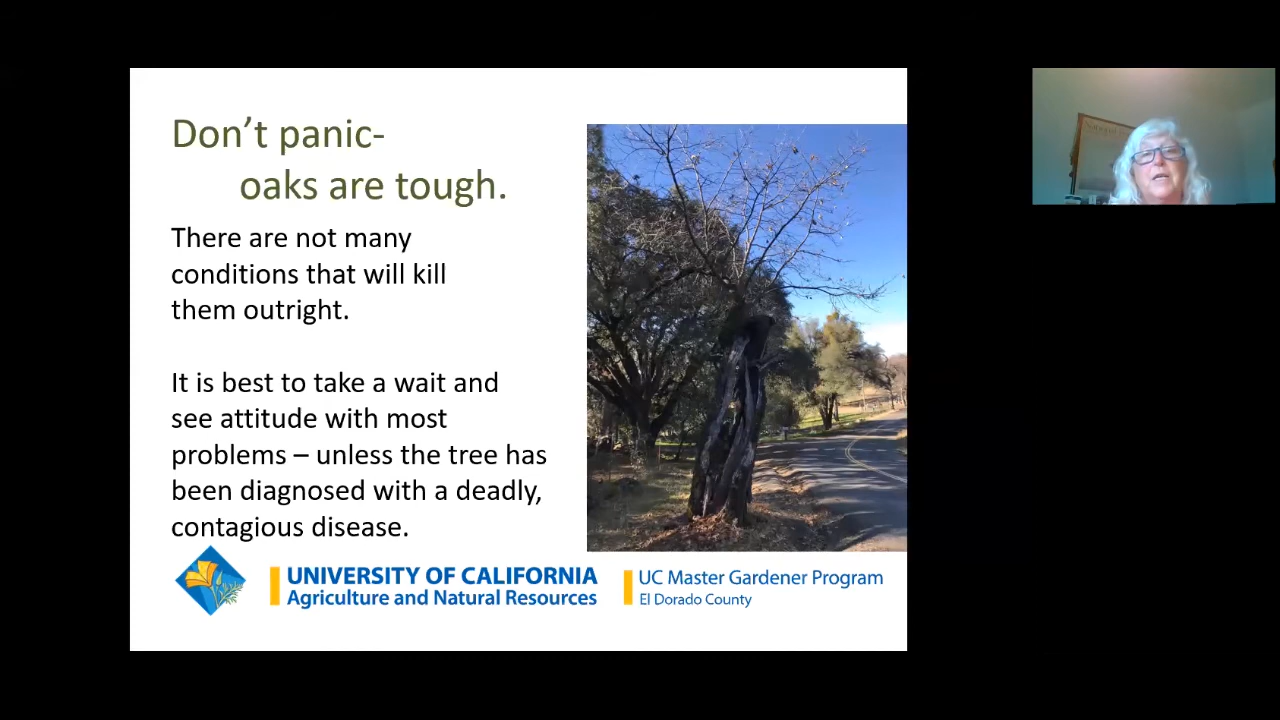 Don’t panic-
oaks are tough.
There are not many
conditions that will kill
them outright.
It is best to take a wait and
see attitude with most
problems – unless the tree has
been diagnosed with a deadly,
contagious disease.
UNIVERSITY OF CALIFORNIA
Agriculture and Natural Resources
UC Master Gardener Program
El Dorado County